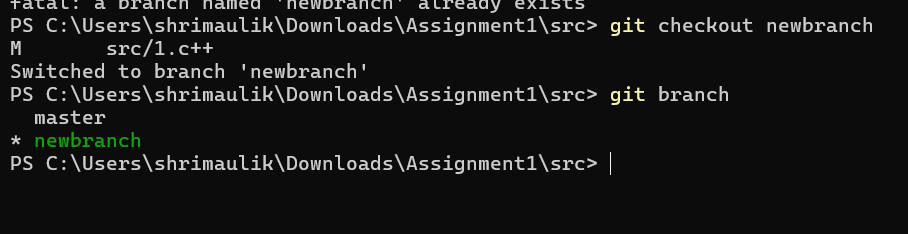 fatal: a branch named 'newbranch' already exists
PS C:\Users\shrimaulik\Downloads\Assignment1\src> git checkout newbranch
M       src/1.c++
Switched to branch 'newbranch'
PS C:\Users\shrimaulik\Downloads\Assignment1\src> git branch
  master
* newbranch
PS C:\Users\shrimaulik\Downloads\Assignment1\src>